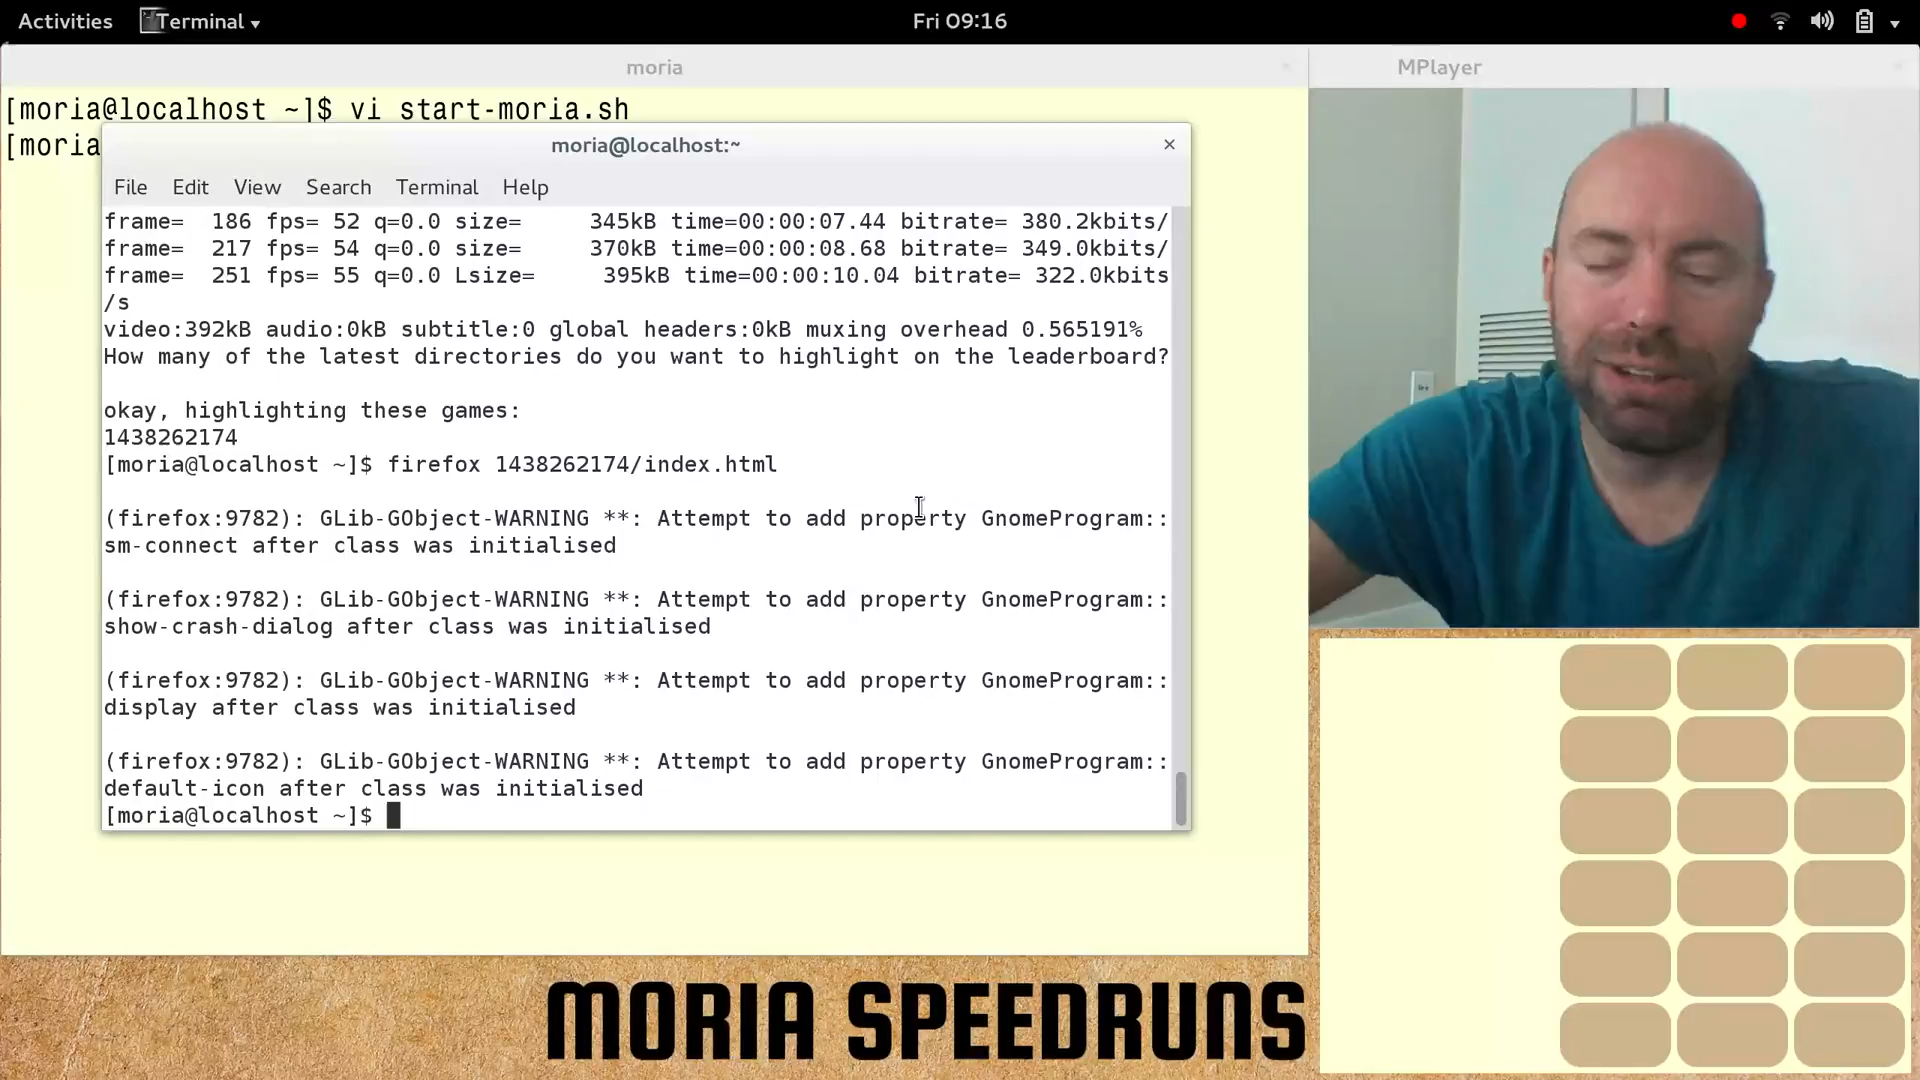 Activities Terminal Fri 09:16
moria MPlayer
[moria@localhost ~]$ vi start-moria.sh
[moria
moria@localhost:~ ×
File Edit View Search Terminal Help
frame=  186 fps= 52 q=0.0 size=     345kB time=00:00:07.44 bitrate= 380.2kbits/
frame=  217 fps= 54 q=0.0 size=     370kB time=00:00:08.68 bitrate= 349.0kbits/
frame=  251 fps= 55 q=0.0 Lsize=     395kB time=00:00:10.04 bitrate= 322.0kbits
/s
video:392kB audio:0kB subtitle:0 global headers:0kB muxing overhead 0.565191%
How many of the latest directories do you want to highlight on the leaderboard?
okay, highlighting these games:
1438262174
[moria@localhost ~]$ firefox 1438262174/index.html
(firefox:9782): GLib-GObject-WARNING **: Attempt to add property GnomeProgram::
sm-connect after class was initialised
(firefox:9782): GLib-GObject-WARNING **: Attempt to add property GnomeProgram::
show-crash-dialog after class was initialised
(firefox:9782): GLib-GObject-WARNING **: Attempt to add property GnomeProgram::
display after class was initialised
(firefox:9782): GLib-GObject-WARNING **: Attempt to add property GnomeProgram::
default-icon after class was initialised
[moria@localhost ~]$
MORIA SPEEDRUNS